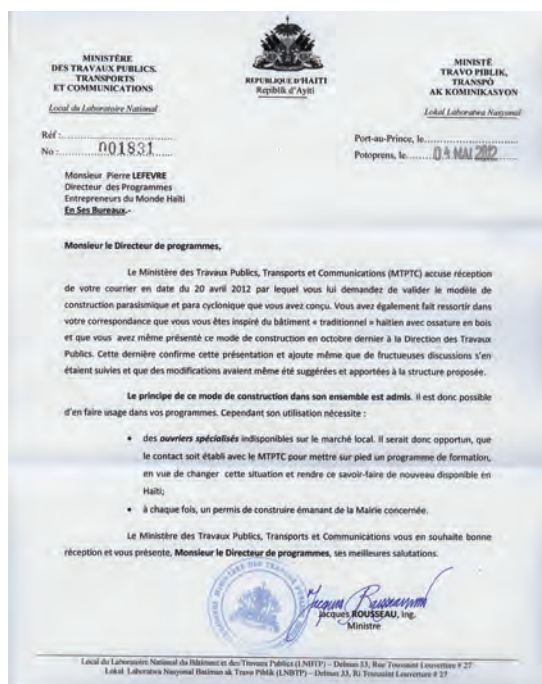 MINISTÈRE
DES TRAVAUX PUBLICS.
TRANSPORTS
ET COMMUNICATIONS
Local du Laboratoire National
REPUBLIQUE D'HAITI
Repiblik d'Ayiti
MINISTÈ
TRAVO PIBLIK,
TRANSPÒ
AK KOMINIKASYON
Lokal Laboratwa Nasyonal
Réf :
No : 001831
Port-au-Prince, le
Potoprens, le 04 MAI 2012
Monsieur Pierre LEFEVRE
Directeur des Programmes
Entrepreneurs du Monde Haïti
En Ses Bureaux.-
Monsieur le Directeur de programmes,
Le Ministère des Travaux Publics, Transports et Communications (MTPTC) accuse réception
de votre courrier en date du 20 avril 2012 par lequel vous lui demandez de valider le modèle de
construction parasismique et para cyclonique que vous avez conçu. Vous avez également fait ressortir dans
votre correspondance que vous vous êtes inspiré du bâtiment « traditionnel » haïtien avec ossature en bois
et que vous avez même présenté ce mode de construction en octobre dernier à la Direction des Travaux
Publics. Cette dernière confirme cette présentation et ajoute même que de fructueuses discussions s'en
étaient suivies et que des modifications avaient même été suggérées et apportées à la structure proposée.
Le principe de ce mode de construction dans son ensemble est admis. Il est donc possible
d'en faire usage dans vos programmes. Cependant son utilisation nécessite :
• des ouvriers spécialisés indisponibles sur le marché local. Il serait donc opportun, que
le contact soit établi avec le MTPTC pour mettre sur pied un programme de formation,
en vue de changer cette situation et rendre ce savoir-faire de nouveau disponible en
Haïti;
• à chaque fois, un permis de construire émanant de la Mairie concernée.
Le Ministère des Travaux Publics, Transports et Communications vous en souhaite bonne
réception et vous présente, Monsieur le Directeur de programmes, ses meilleures salutations.
Jacques ROUSSEAU, Ing.
Ministre
Local du Laboratoire National du Bâtiment et des Travaux Publics (LNBTP) – Delmas 33, Rue Toussaint Louverture # 27
Lokal Laboratwa Nasyonal Batiman ak Travo Piblik (LNBTP) – Delmas 33, Ri Toussaint Louverture # 27